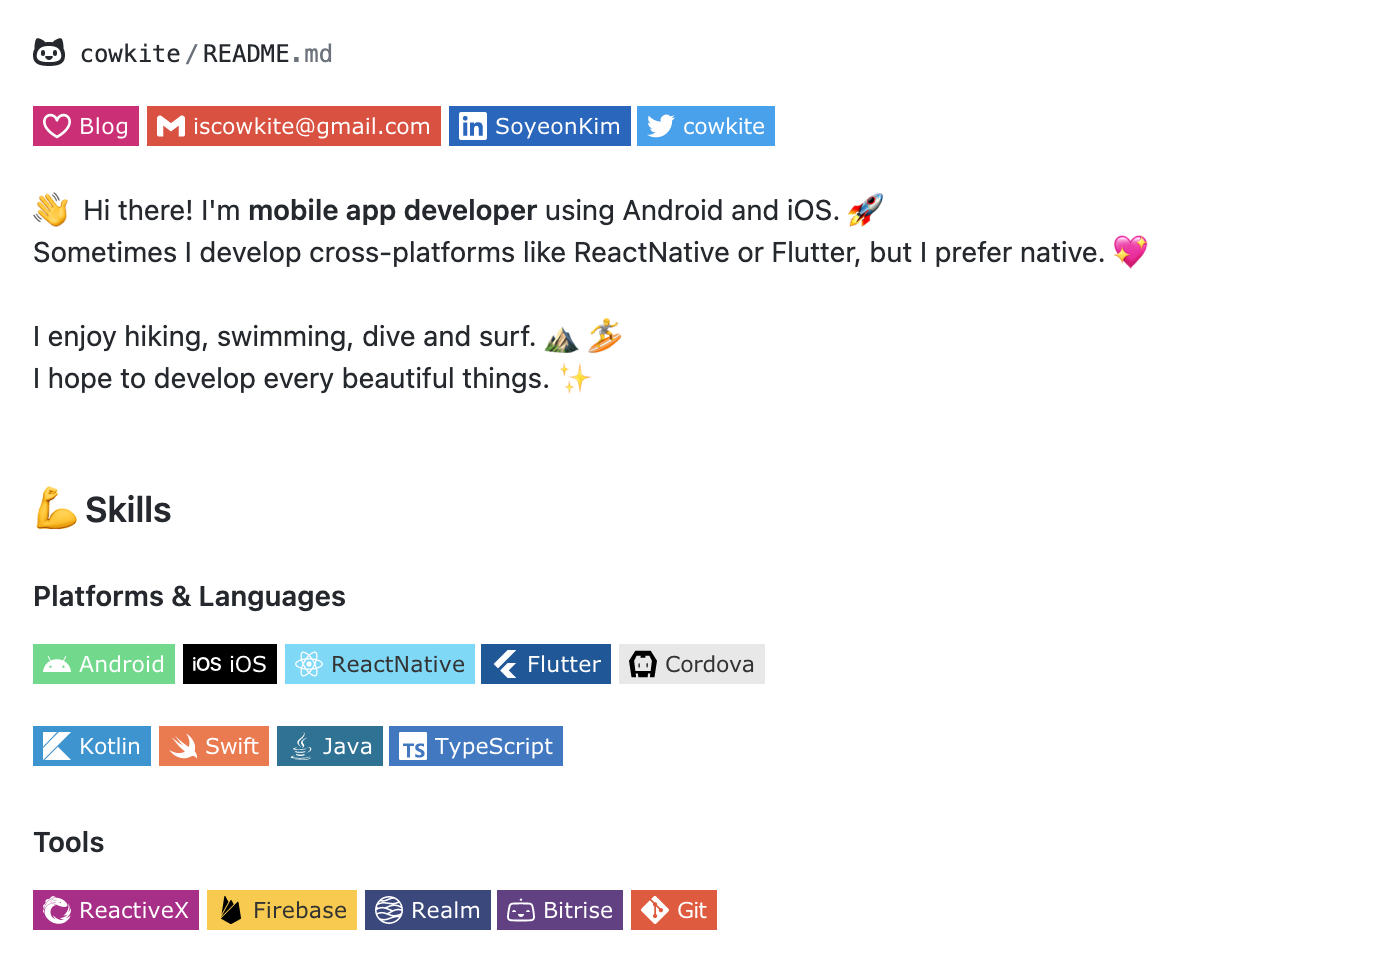 cowkite/README.md
Blog iscowkite@gmail.com in SoyeonKim cowkite
👋 Hi there! I'm mobile app developer using Android and iOS. 🚀
Sometimes I develop cross-platforms like ReactNative or Flutter, but I prefer native. 💖
I enjoy hiking, swimming, dive and surf. ⛰️ 🏄
I hope to develop every beautiful things. ✨
💪 Skills
Platforms & Languages
Android iOS iOS ReactNative Flutter Cordova
Kotlin Swift Java TS TypeScript
Tools
ReactiveX Firebase Realm Bitrise Git